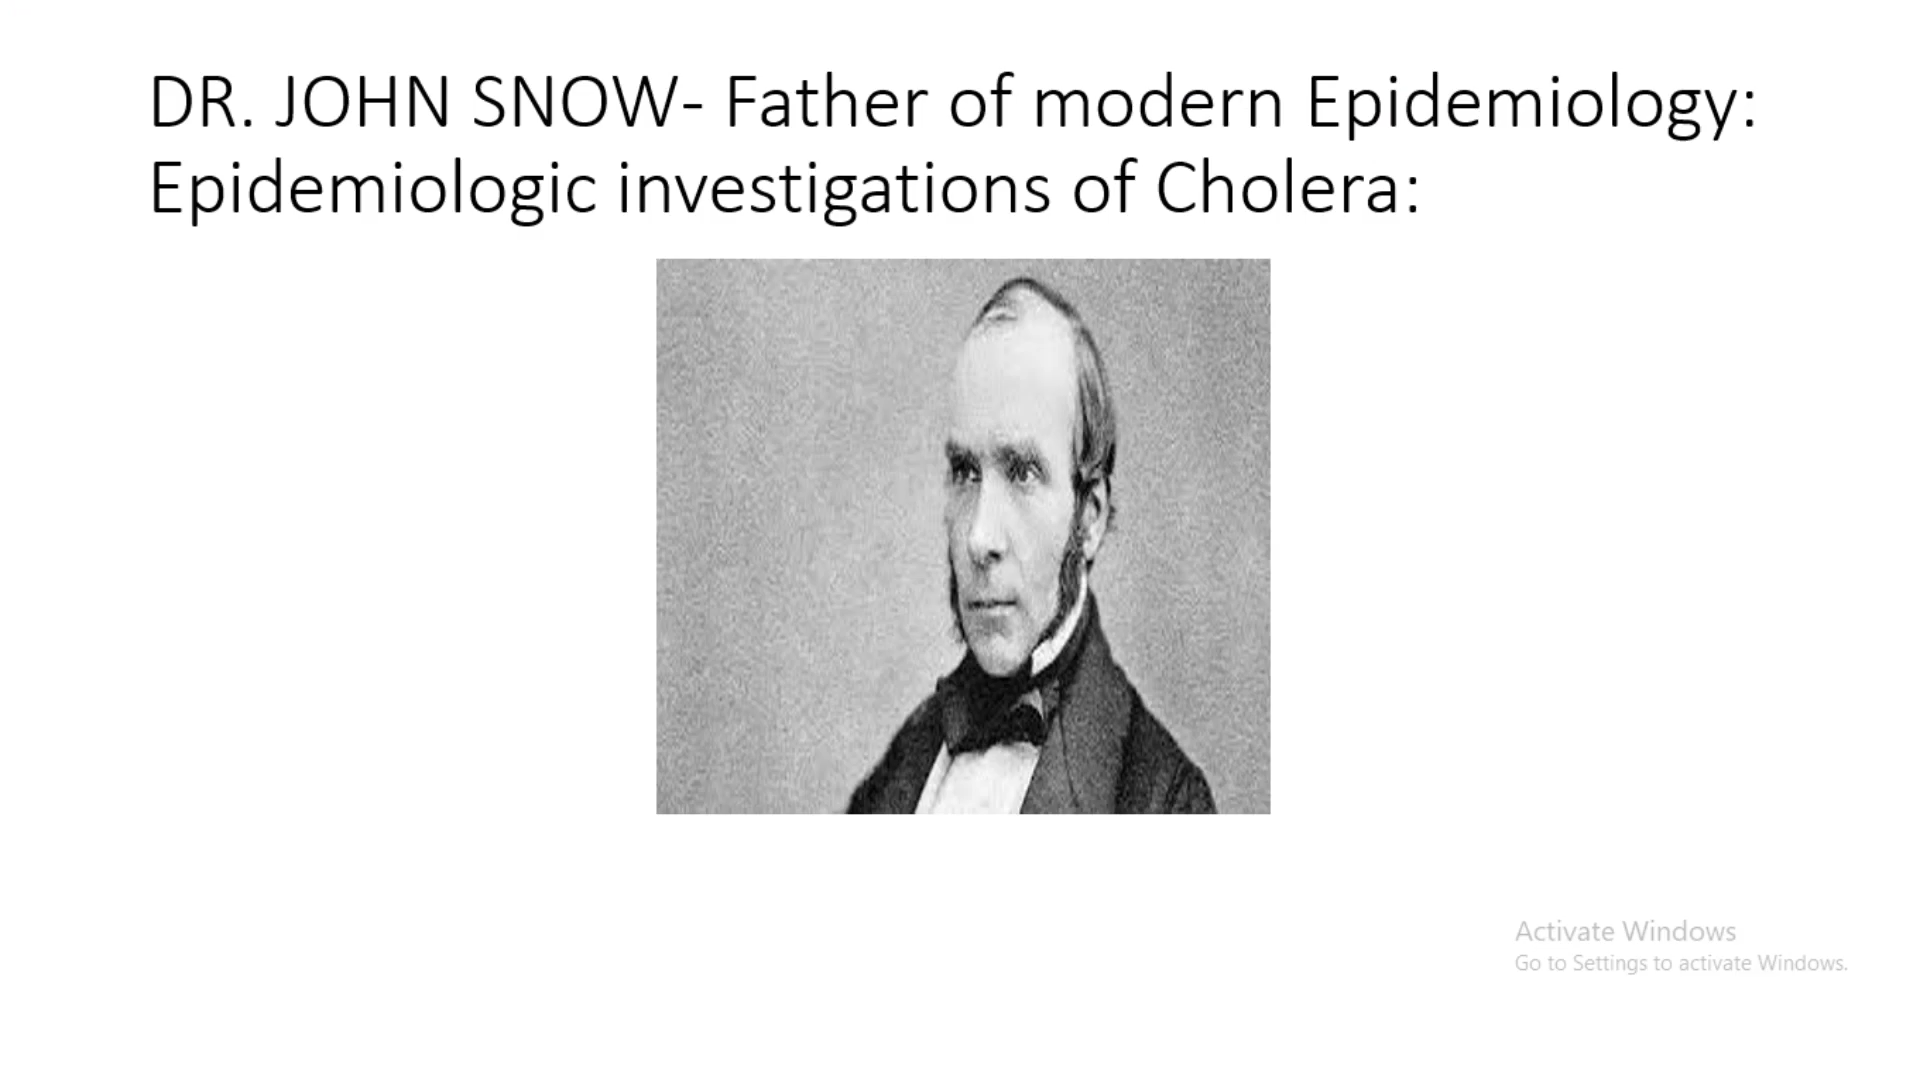 DR. JOHN SNOW- Father of modern Epidemiology:
Epidemiologic investigations of Cholera:
Activate Windows
Go to Settings to activate Windows.